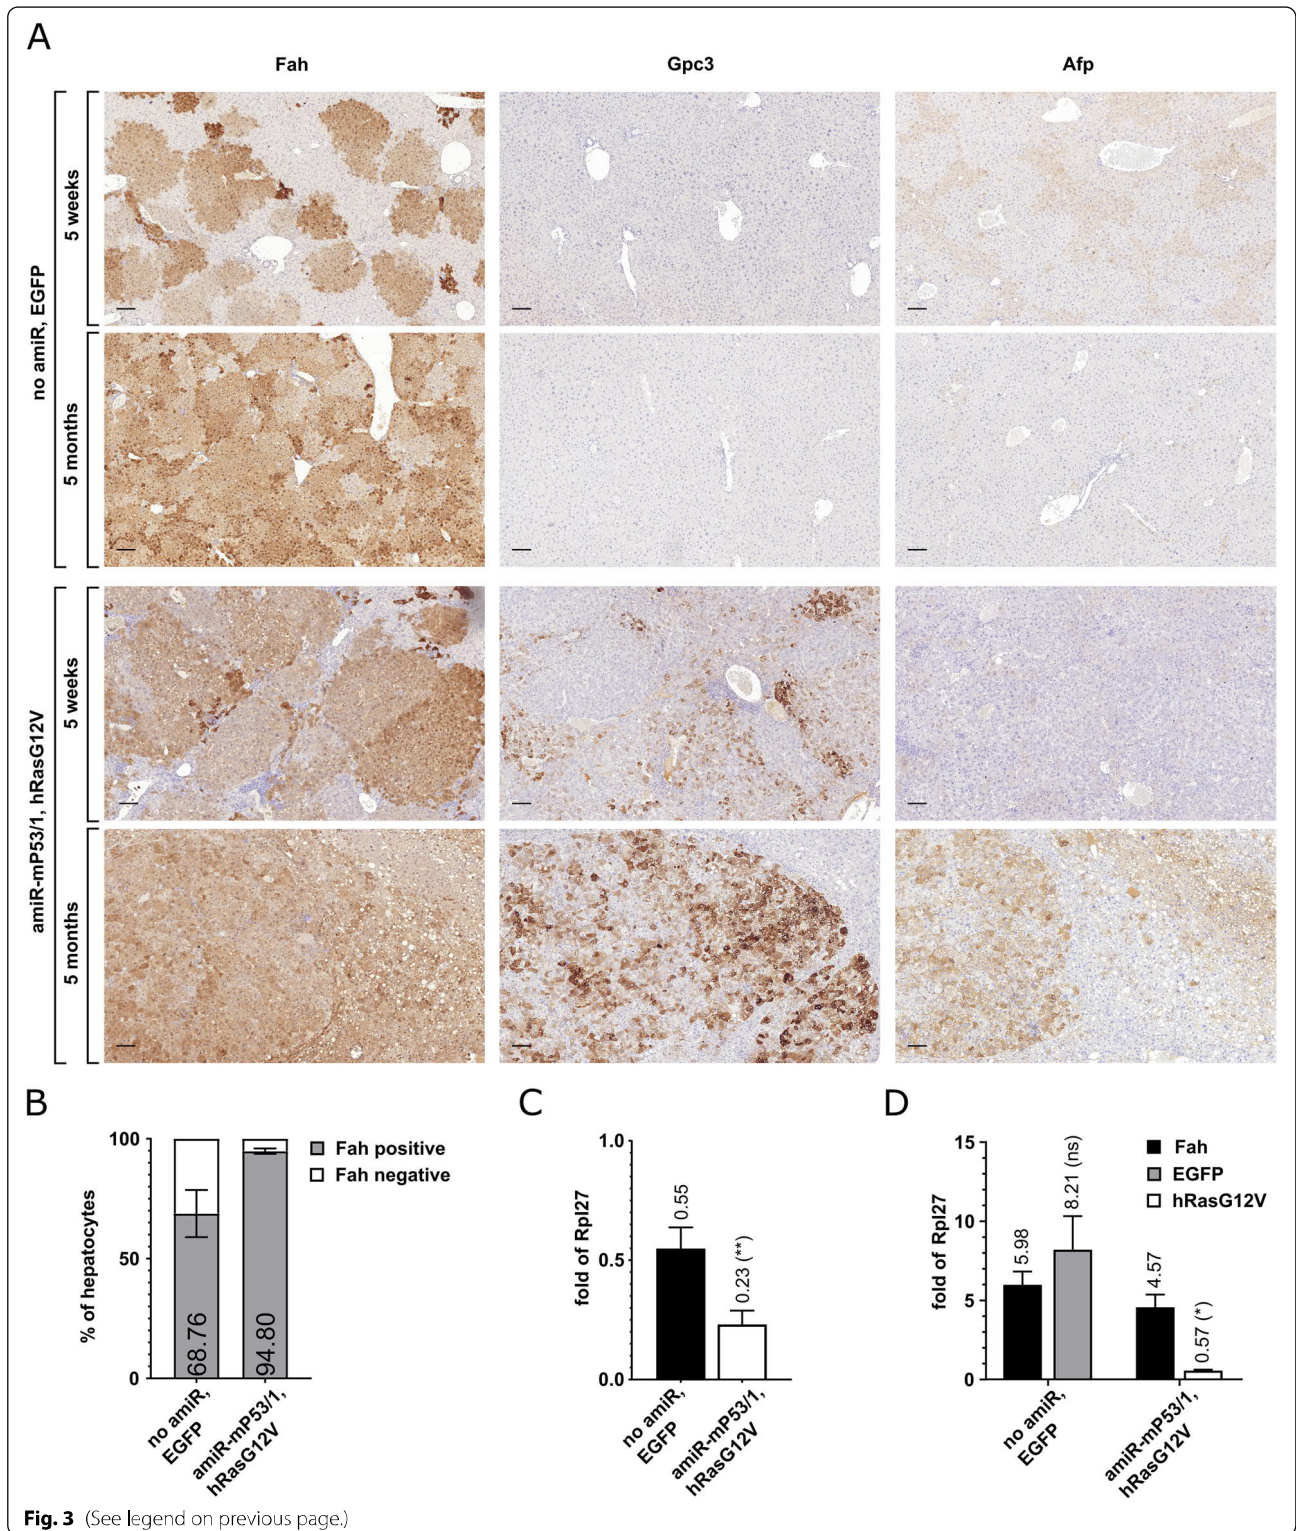 A
Fah
Gpc3
Afp
no amiR, EGFP
5 weeks
5 months
amiR-mP53/1, hRasG12V
5 weeks
5 months
B
100
50
0
% of hepatocytes
68.76
94.80
Fah positive
Fah negative
no amiR,
EGFP
amiR-mP53/1,
hRasG12V
C
1.0
0.5
0.0
fold of Rpl27
0.55
0.23 (**)
no amiR,
EGFP
amiR-mP53/1,
hRasG12V
D
15
10
5
0
fold of Rpl27
5.98
8.21 (ns)
4.57
0.57 (*)
Fah
EGFP
hRasG12V
no amiR,
EGFP
amiR-mP53/1,
hRasG12V
Fig. 3 (See legend on previous page.)